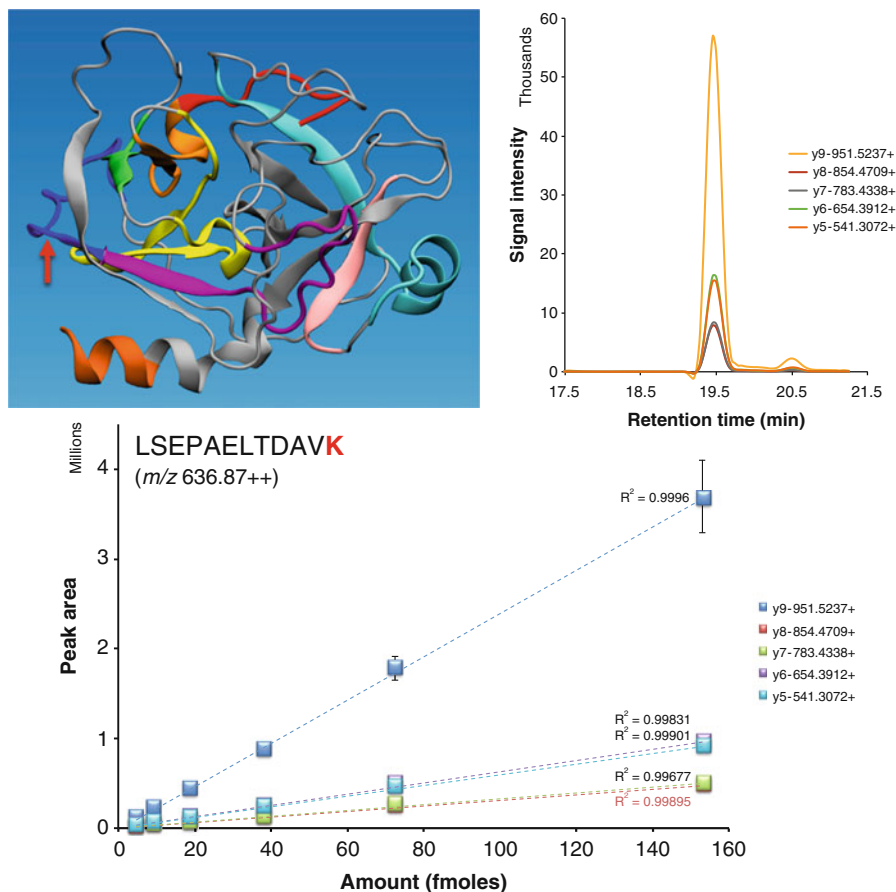 Thousands
Signal intensity
60
50
40
30
20
10
0
17.5 18.5 19.5 20.5 21.5
Retention time (min)
y9-951.5237+
y8-854.4709+
y7-783.4338+
y6-654.3912+
y5-541.3072+
Millions
Peak area
LSEPAELTDAVK
(m/z 636.87++)
4
3
2
1
0
R² = 0.9996
R² = 0.99831
R² = 0.99901
R² = 0.99677
R² = 0.99895
0 20 40 60 80 100 120 140 160
Amount (fmoles)
y9-951.5237+
y8-854.4709+
y7-783.4338+
y6-654.3912+
y5-541.3072+